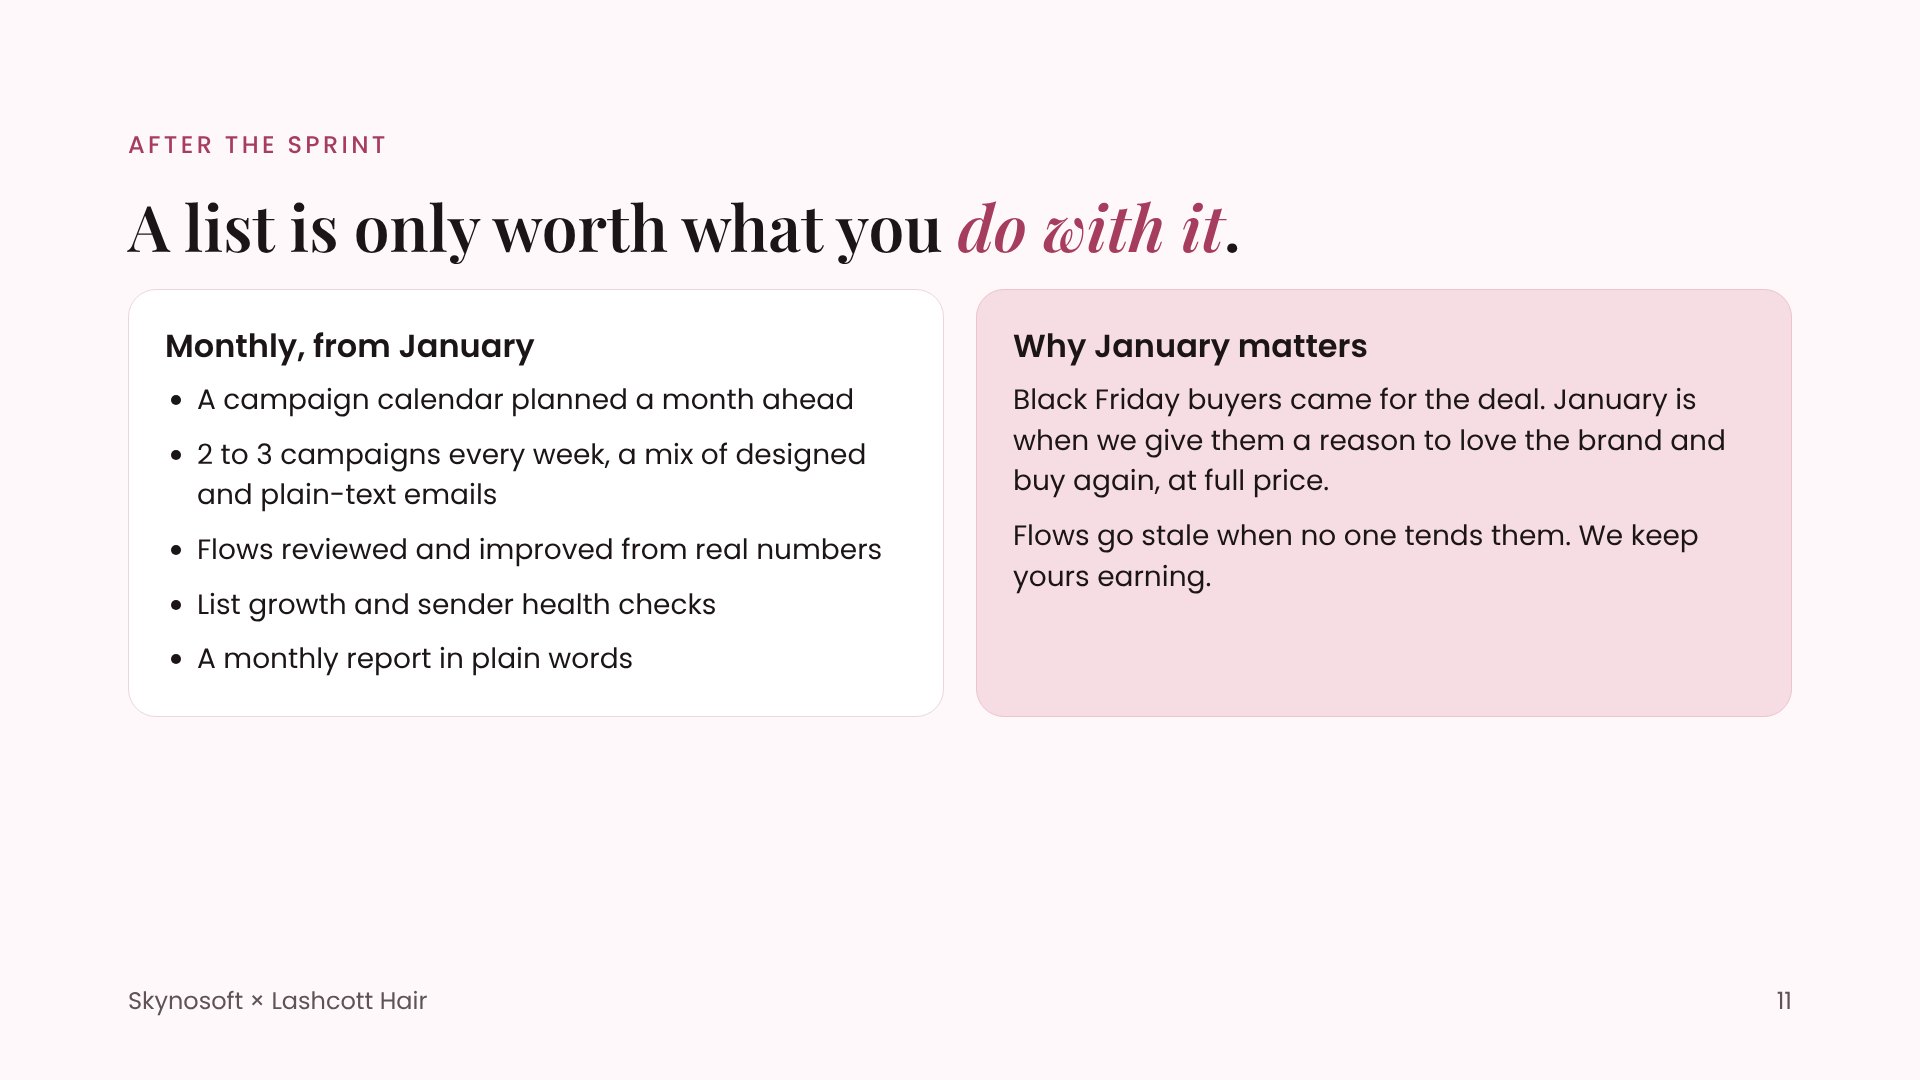 AFTER THE SPRINT
A list is only worth what you do with it.
Monthly, from January
• A campaign calendar planned a month ahead
• 2 to 3 campaigns every week, a mix of designed
and plain-text emails
• Flows reviewed and improved from real numbers
• List growth and sender health checks
• A monthly report in plain words
Why January matters
Black Friday buyers came for the deal. January is
when we give them a reason to love the brand and
buy again, at full price.
Flows go stale when no one tends them. We keep
yours earning.
Skynosoft × Lashcott Hair
11